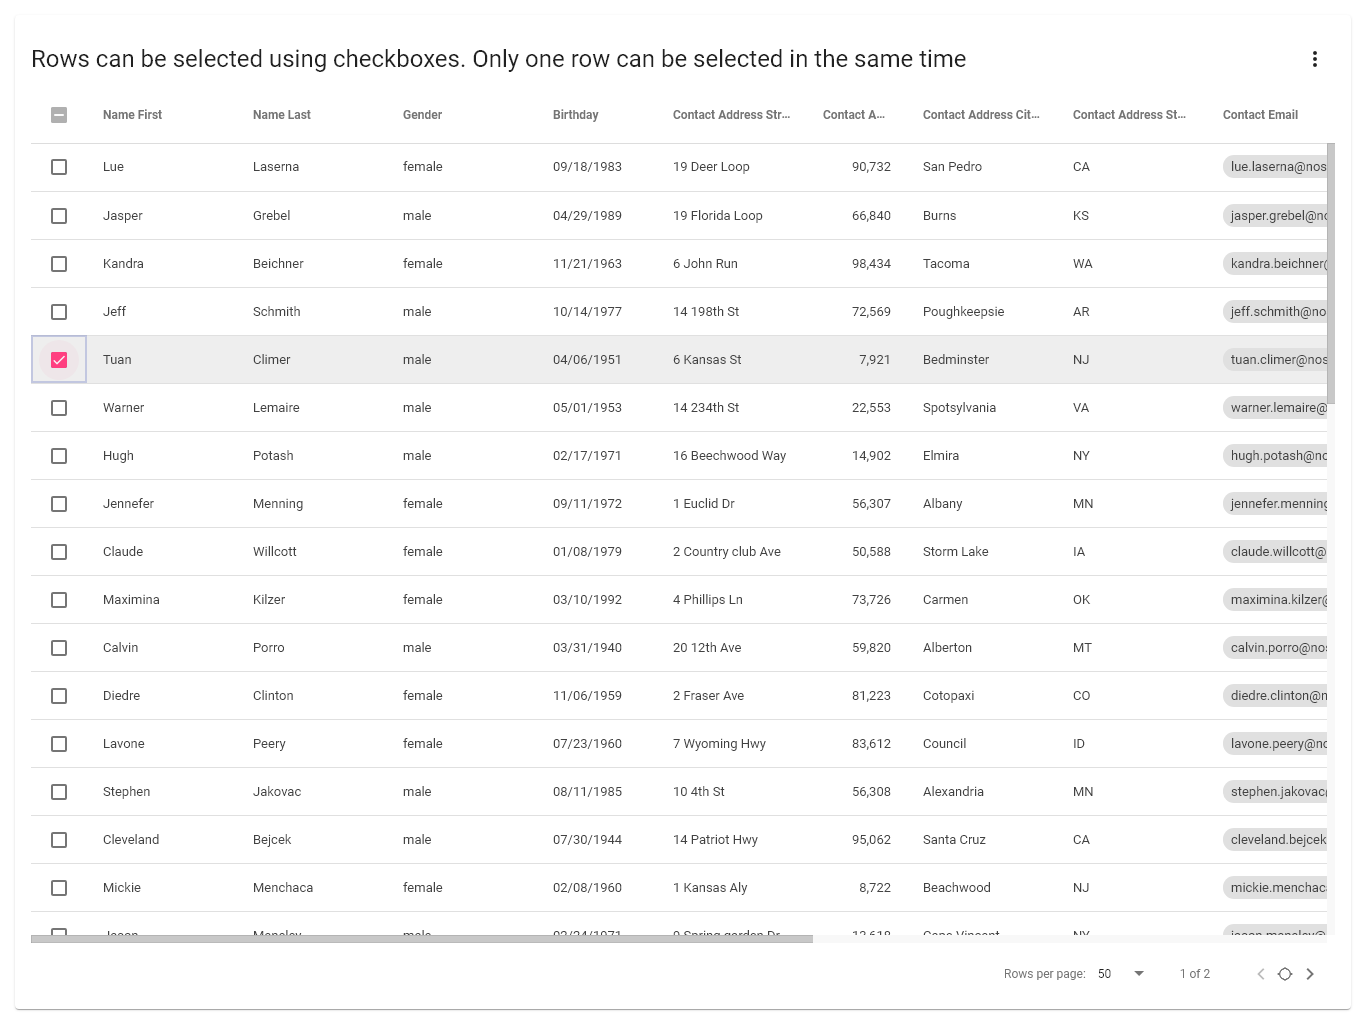 Rows can be selected using checkboxes. Only one row can be selected in the same time
Name First Name Last Gender Birthday Contact Address Str... Contact A... Contact Address Cit... Contact Address St... Contact Email
Lue Laserna female 09/18/1983 19 Deer Loop 90,732 San Pedro CA lue.laserna@nos
Jasper Grebel male 04/29/1989 19 Florida Loop 66,840 Burns KS jasper.grebel@no
Kandra Beichner female 11/21/1963 6 John Run 98,434 Tacoma WA kandra.beichner@
Jeff Schmith male 10/14/1977 14 198th St 72,569 Poughkeepsie AR jeff.schmith@no
Tuan Climer male 04/06/1951 6 Kansas St 7,921 Bedminster NJ tuan.climer@nos
Warner Lemaire male 05/01/1953 14 234th St 22,553 Spotsylvania VA warner.lemaire@
Hugh Potash male 02/17/1971 16 Beechwood Way 14,902 Elmira NY hugh.potash@no
Jennefer Menning female 09/11/1972 1 Euclid Dr 56,307 Albany MN jennefer.menning
Claude Willcott female 01/08/1979 2 Country club Ave 50,588 Storm Lake IA claude.willcott@
Maximina Kilzer female 03/10/1992 4 Phillips Ln 73,726 Carmen OK maximina.kilzer@
Calvin Porro male 03/31/1940 20 12th Ave 59,820 Alberton MT calvin.porro@nos
Diedre Clinton female 11/06/1959 2 Fraser Ave 81,223 Cotopaxi CO diedre.clinton@n
Lavone Peery female 07/23/1960 7 Wyoming Hwy 83,612 Council ID lavone.peery@no
Stephen Jakovac male 08/11/1985 10 4th St 56,308 Alexandria MN stephen.jakovac@
Cleveland Bejcek male 07/30/1944 14 Patriot Hwy 95,062 Santa Cruz CA cleveland.bejcek
Mickie Menchaca female 02/08/1960 1 Kansas Aly 8,722 Beachwood NJ mickie.menchac
Rows per page: 50 1 of 2